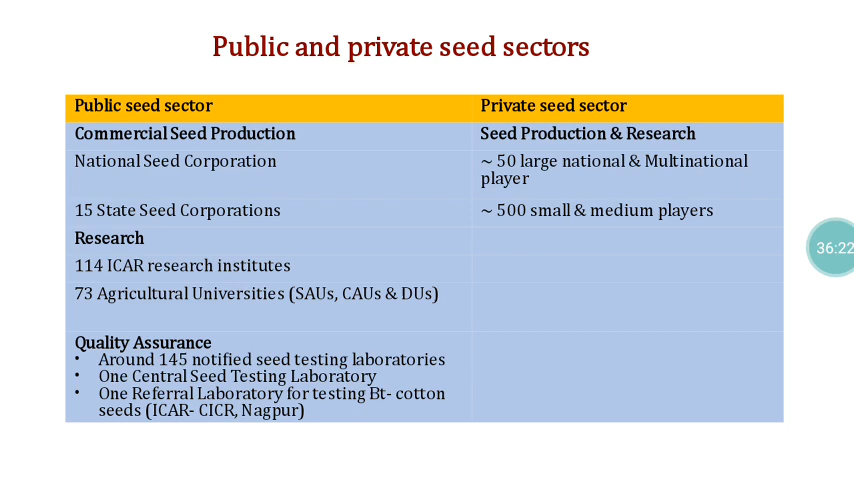 Public and private seed sectors
Public seed sector
Private seed sector
Commercial Seed Production
Seed Production & Research
National Seed Corporation
~ 50 large national & Multinational
player
15 State Seed Corporations
~ 500 small & medium players
Research
114 ICAR research institutes
73 Agricultural Universities (SAUs, CAUs & DUs)
Quality Assurance
• Around 145 notified seed testing laboratories
• One Central Seed Testing Laboratory
• One Referral Laboratory for testing Bt- cotton
seeds (ICAR- CICR, Nagpur)
36:22